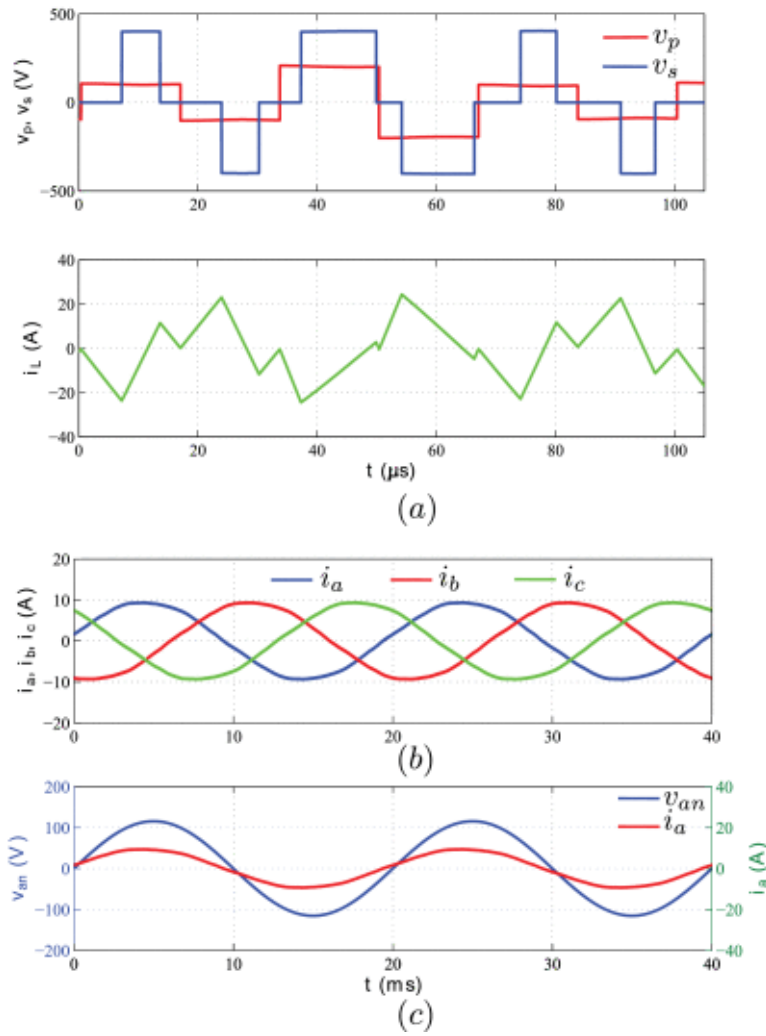 500
0
−500
v_p, v_s (V)
v_p
v_s
0 20 40 60 80 100
40
20
0
−20
−40
i_L (A)
0 20 40 60 80 100
t (μs)
(a)
20
10
0
−10
−20
i_a, i_b, i_c (A)
i_a i_b i_c
0 10 20 30 40
(b)
200
100
0
−100
−200
v_an (V)
v_an
i_a
40
20
0
−20
−40
i_a (A)
0 10 20 30 40
t (ms)
(c)